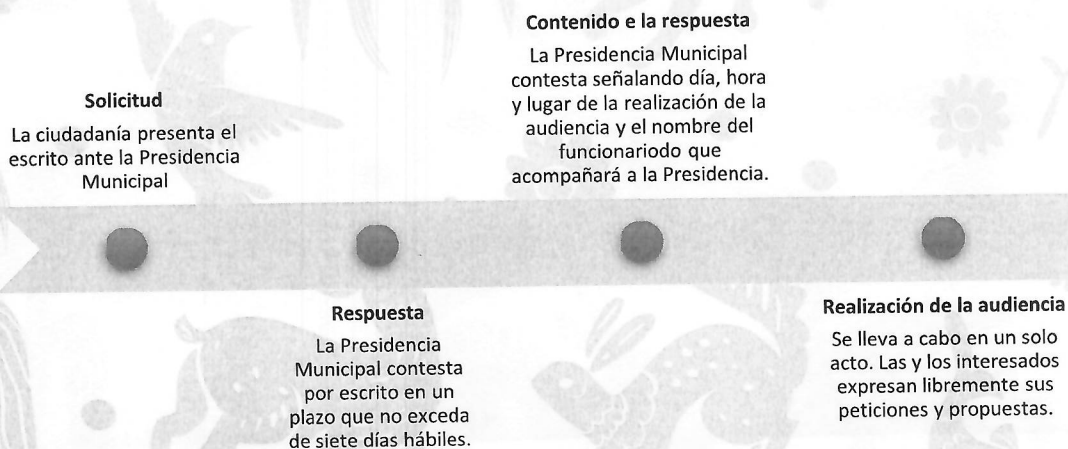 Solicitud
La ciudadanía presenta el
escrito ante la Presidencia
Municipal
Respuesta
La Presidencia
Municipal contesta
por escrito en un
plazo que no exceda
de siete días hábiles.
Contenido e la respuesta
La Presidencia Municipal
contesta señalando día, hora
y lugar de la realización de la
audiencia y el nombre del
funcionariodo que
acompañará a la Presidencia.
Realización de la audiencia
Se lleva a cabo en un solo
acto. Las y los interesados
expresan libremente sus
peticiones y propuestas.